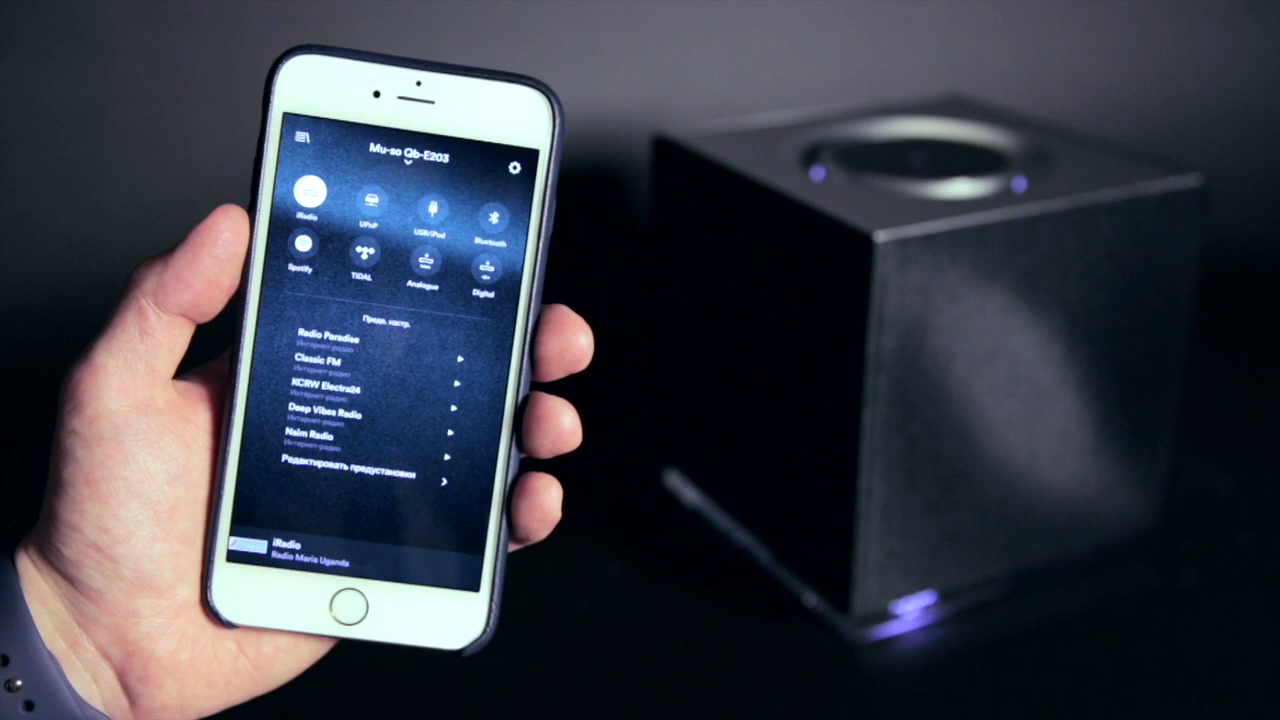 Mu-so Qb-E203
iRadio
UPnP
USB/iPod
Bluetooth
Spotify
TIDAL
Analogue
Digital
Предв. настр.
Radio Paradise
Интернет-радио
Classic FM
Интернет-радио
KCRW Electra24
Интернет-радио
Deep Vibes Radio
Интернет-радио
Naim Radio
Интернет-радио
Редактировать предустановки
iRadio
Radio Maria Uganda